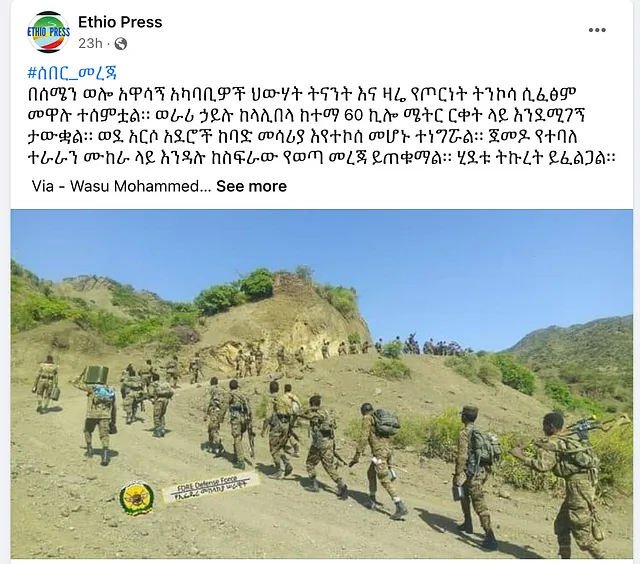 ETHIO PRESS
Ethio Press
23h ·
#ሰበር_መረጃ
በሰሜን ወሎ አዋሳኝ አካባቢዎች ህውሃት ትናንት እና ዛሬ የጦርነት ትንኮሳ ሲፈፅም
መዋሉ ተሰምቷል። ወራሪ ኃይሉ ከላሊበላ ከተማ 60 ኪሎ ሜትር ርቀት ላይ እንደሚገኝ
ታውቋል። ወደ አርሶ አደሮች ከባድ መሳሪያ እየተኮሰ መሆኑ ተነግሯል። ጀመዶ የተባለ
ተራራን ሙከራ ላይ እንዳሉ ከስፍራው የወጣ መረጃ ይጠቁማል። ሂደቱ ትኩረት ይፈልጋል።
Via - Wasu Mohammed... See more
FDRE Defense Force
የኢፌዴሪ መከላከያ ሠራዊት